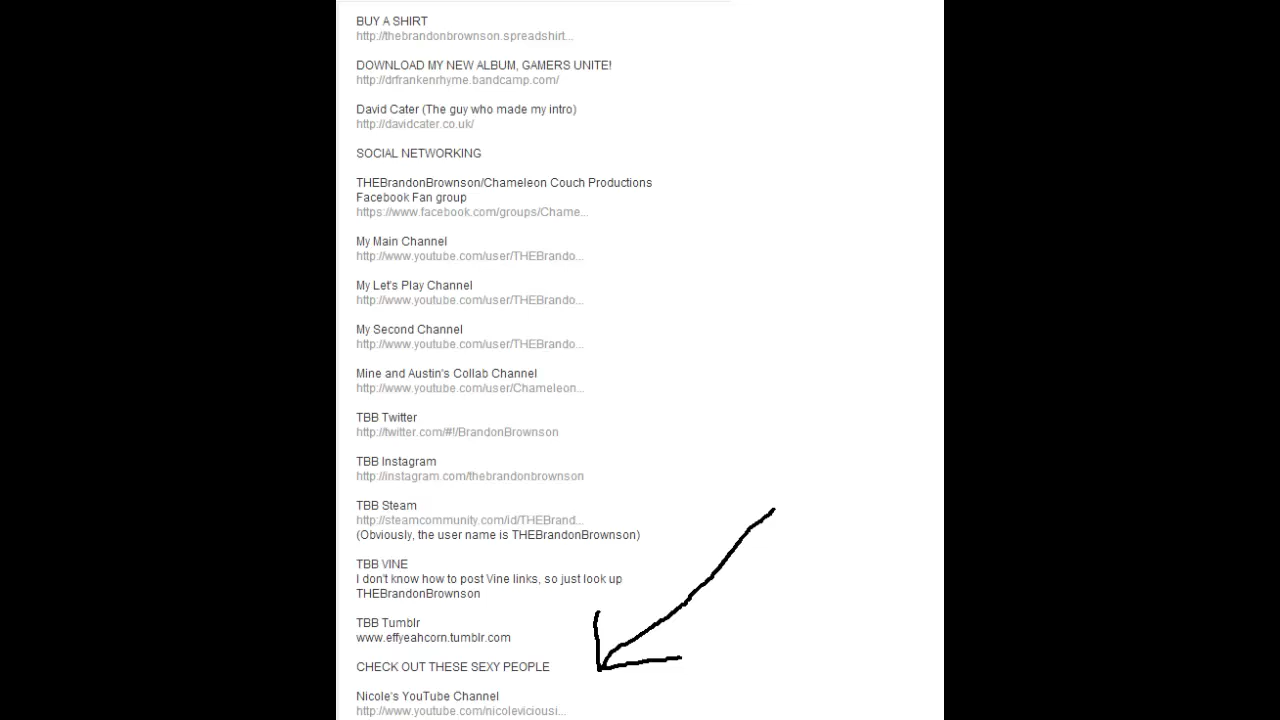 BUY A SHIRT
http://thebrandonbrownson.spreadshirt...
DOWNLOAD MY NEW ALBUM, GAMERS UNITE!
http://drfrankenrhyme.bandcamp.com/
David Cater (The guy who made my intro)
http://davidcater.co.uk/
SOCIAL NETWORKING
THEBrandonBrownson/Chameleon Couch Productions
Facebook Fan group
https://www.facebook.com/groups/Chame...
My Main Channel
http://www.youtube.com/user/THEBrando...
My Let's Play Channel
http://www.youtube.com/user/THEBrando...
My Second Channel
http://www.youtube.com/user/THEBrando...
Mine and Austin's Collab Channel
http://www.youtube.com/user/Chameleon...
TBB Twitter
http://twitter.com/#!/BrandonBrownson
TBB Instagram
http://instagram.com/thebrandonbrownson
TBB Steam
http://steamcommunity.com/id/THEBrand...
(Obviously, the user name is THEBrandonBrownson)
TBB VINE
I don't know how to post Vine links, so just look up
THEBrandonBrownson
TBB Tumblr
www.effyeahcorn.tumblr.com
CHECK OUT THESE SEXY PEOPLE
Nicole's YouTube Channel
http://www.youtube.com/nicoleviciousi...